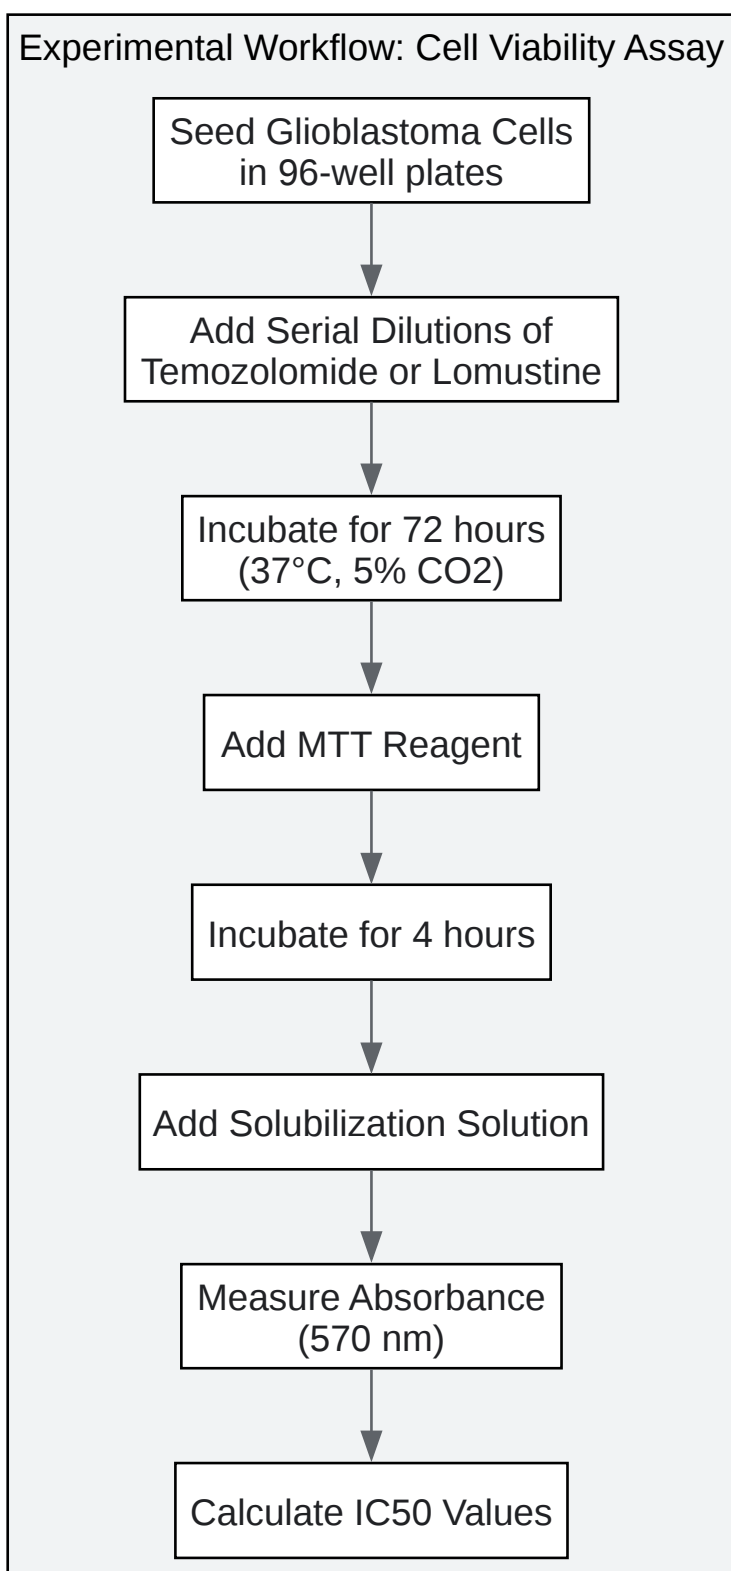 Experimental Workflow: Cell Viability Assay
Seed Glioblastoma Cells
in 96-well plates
Add Serial Dilutions of
Temozolomide or Lomustine
Incubate for 72 hours
(37°C, 5% CO2)
Add MTT Reagent
Incubate for 4 hours
Add Solubilization Solution
Measure Absorbance
(570 nm)
Calculate IC50 Values